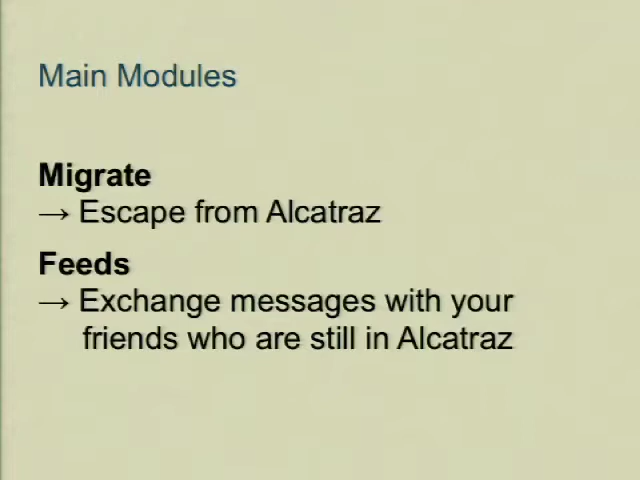 Main Modules
Migrate
→ Escape from Alcatraz
Feeds
→ Exchange messages with your
friends who are still in Alcatraz